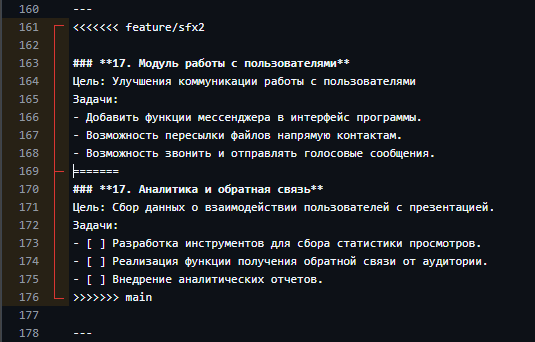 160 ---
161 <<<<<<< feature/sfx2
162
163 ### **17. Модуль работы с пользователями**
164 Цель: Улучшения коммуникации работы с пользователями
165 Задачи:
166 - Добавить функции мессенджера в интерфейс программы.
167 - Возможность пересылки файлов напрямую контактам.
168 - Возможность звонить и отправлять голосовые сообщения.
169 =======
170 ### **17. Аналитика и обратная связь**
171 Цель: Сбор данных о взаимодействии пользователей с презентацией.
172 Задачи:
173 - [ ] Разработка инструментов для сбора статистики просмотров.
174 - [ ] Реализация функции получения обратной связи от аудитории.
175 - [ ] Внедрение аналитических отчетов.
176 >>>>>>> main
177
178 ---